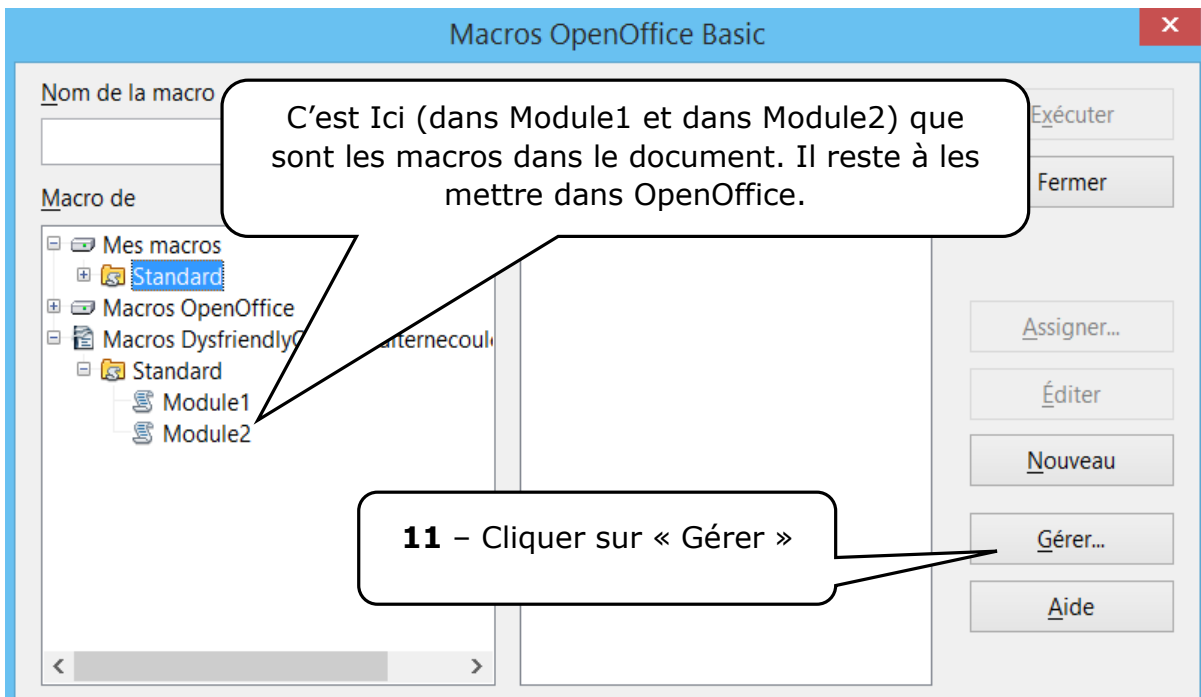 Macros OpenOffice Basic
x
Nom de la macro
C’est Ici (dans Module1 et dans Module2) que
sont les macros dans le document. Il reste à les
mettre dans OpenOffice.
Exécuter
Fermer
Macro de
Mes macros
Standard
Macros OpenOffice
Macros Dysfriendly
Standard
Module1
Module2
Assigner...
Éditer
Nouveau
11 – Cliquer sur « Gérer »
Gérer...
Aide